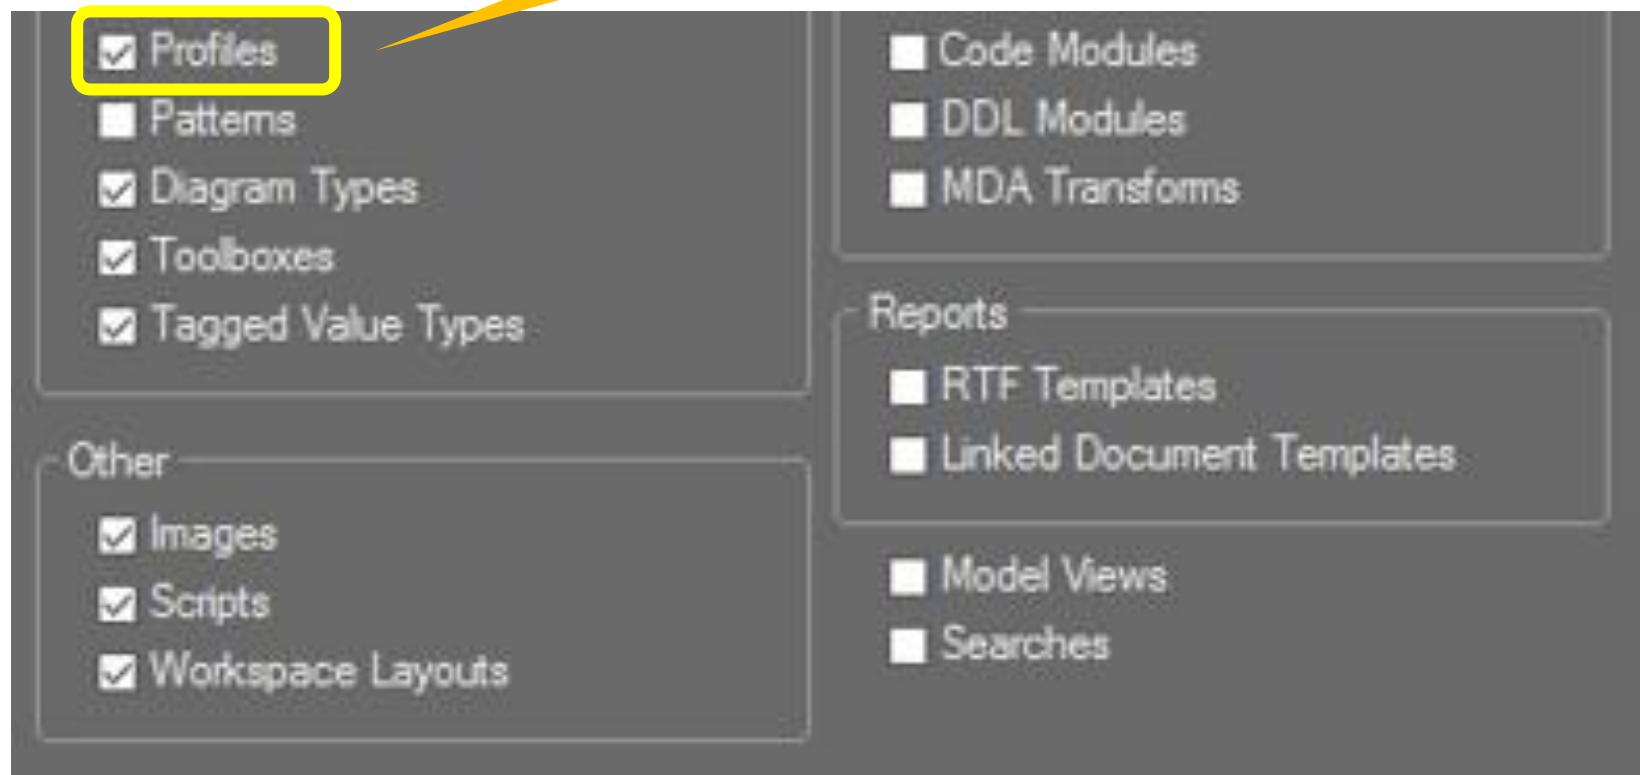 Profiles
Patterns
Diagram Types
Toolboxes
Tagged Value Types
Other
Images
Scripts
Workspace Layouts
Code Modules
DDL Modules
MDA Transforms
Reports
RTF Templates
Linked Document Templates
Model Views
Searches